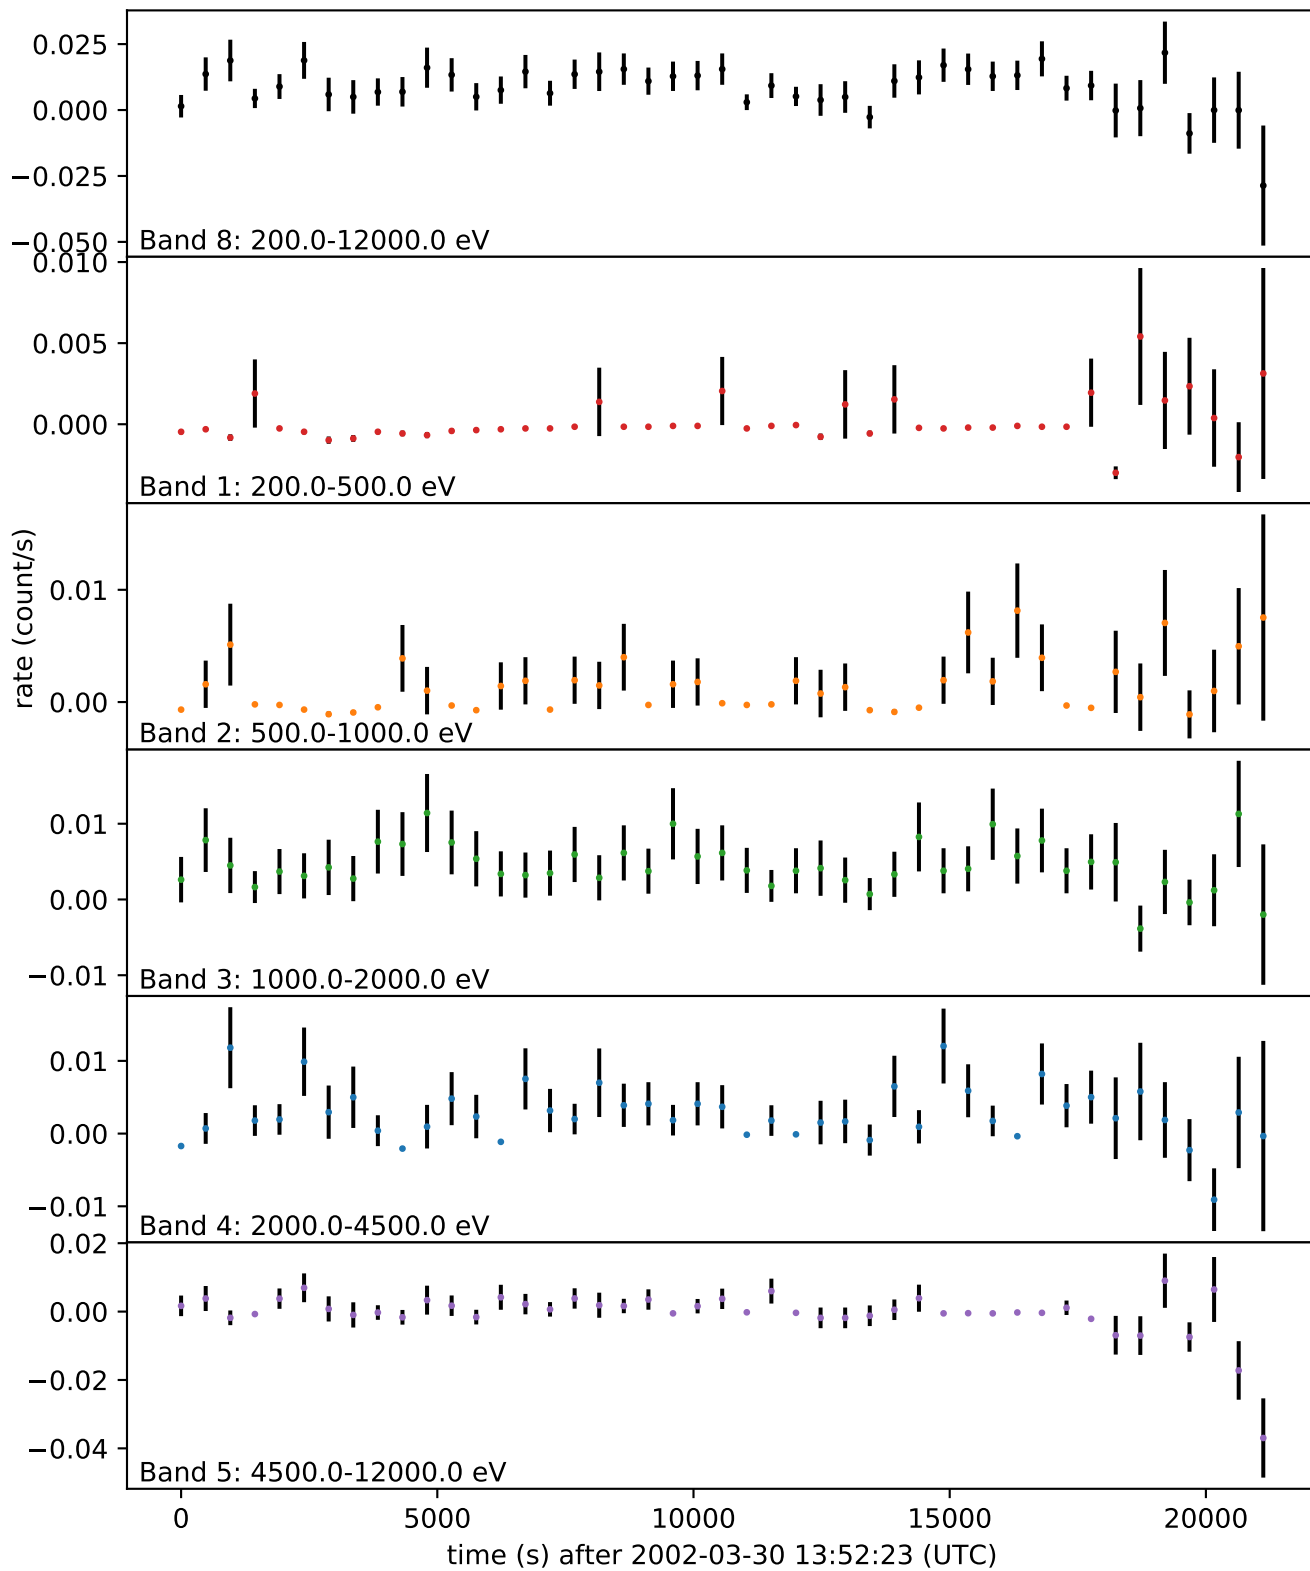 0.025
0.000
−0.025
−0.050
Band 8: 200.0-12000.0 eV
0.010
0.005
0.000
Band 1: 200.0-500.0 eV
0.01
0.00
Band 2: 500.0-1000.0 eV
rate (count/s)
0.01
0.00
−0.01
Band 3: 1000.0-2000.0 eV
0.01
0.00
−0.01
Band 4: 2000.0-4500.0 eV
0.02
0.00
−0.02
−0.04
Band 5: 4500.0-12000.0 eV
0 5000 10000 15000 20000
time (s) after 2002-03-30 13:52:23 (UTC)